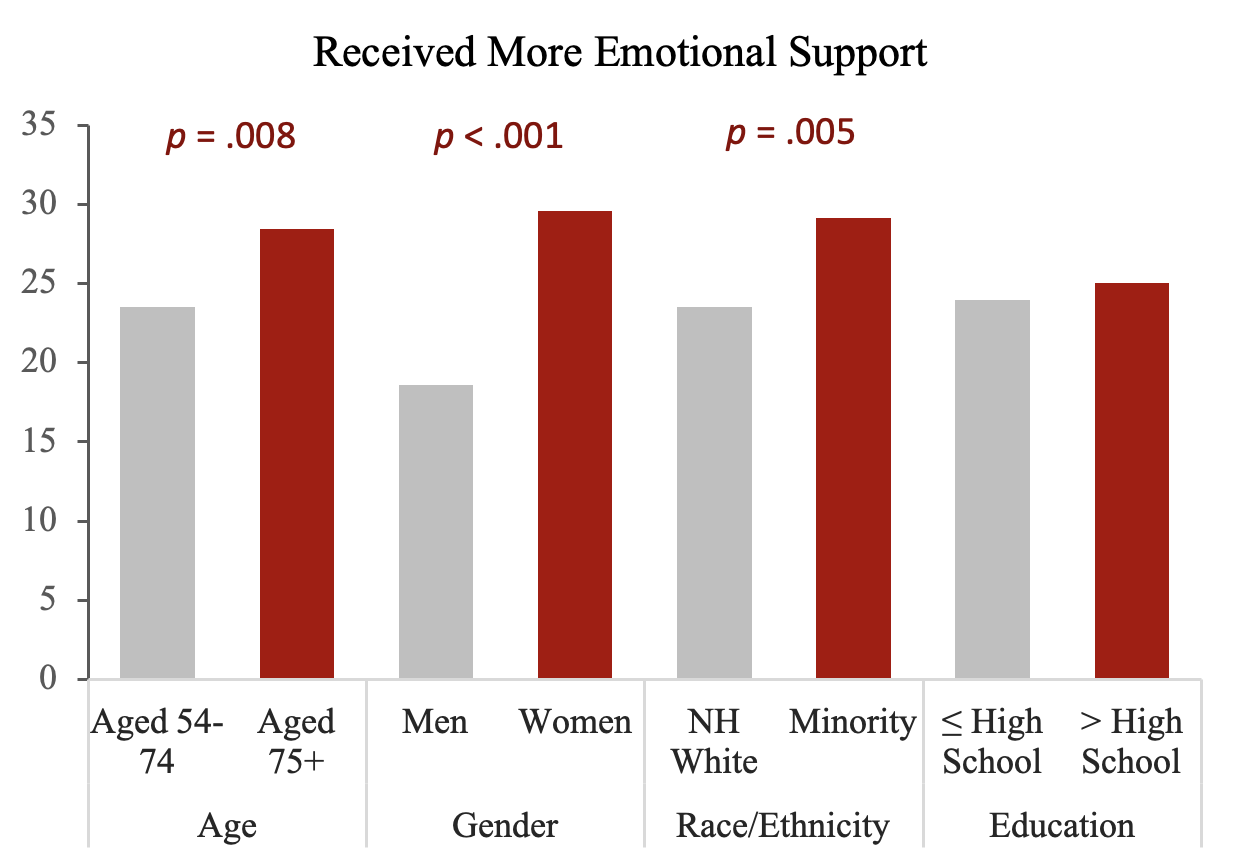 Received More Emotional Support
35
p = .008
p < .001
p = .005
30
25
20
15
10
5
0
Aged 54-
74
Aged
75+
Men
Women
NH
White
Minority
≤ High
School
> High
School
Age
Gender
Race/Ethnicity
Education